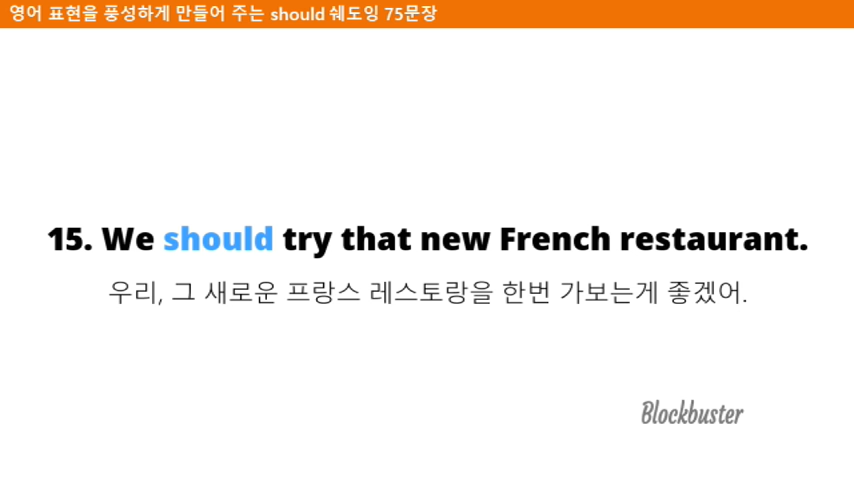 영어 표현을 풍성하게 만들어 주는 should 쉐도잉 75문장
15. We should try that new French restaurant.
우리, 그 새로운 프랑스 레스토랑을 한번 가보는게 좋겠어.
Blockbuster